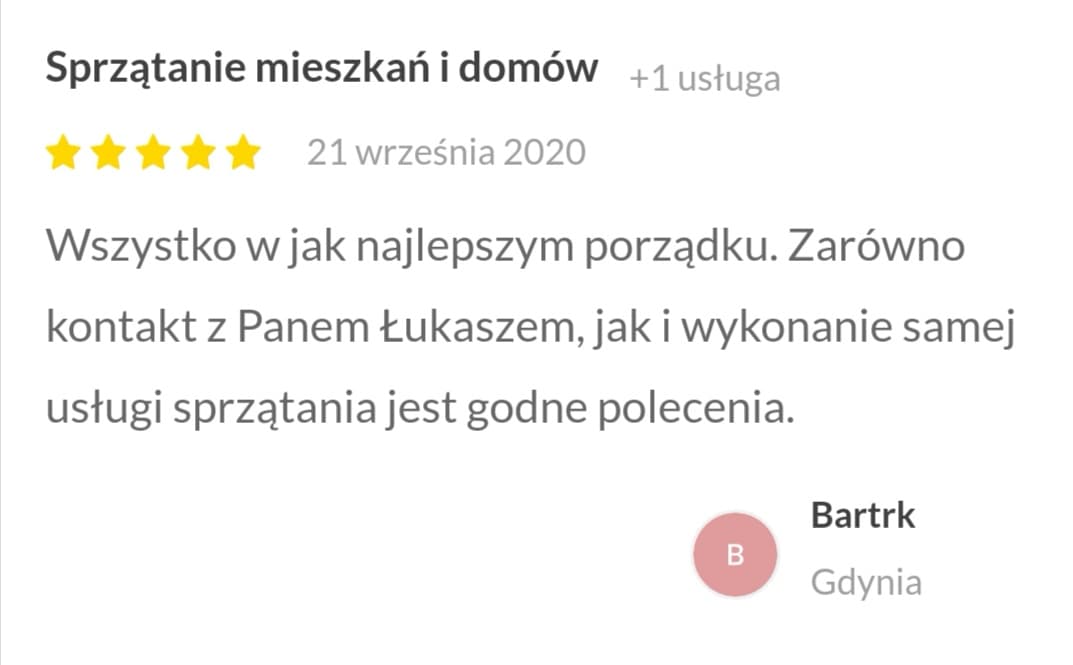 Sprzątanie mieszkań i domów +1 usługa
21 września 2020
Wszystko w jak najlepszym porządku. Zarówno
kontakt z Panem Łukaszem, jak i wykonanie samej
usługi sprzątania jest godne polecenia.
Bartrk
B
Gdynia